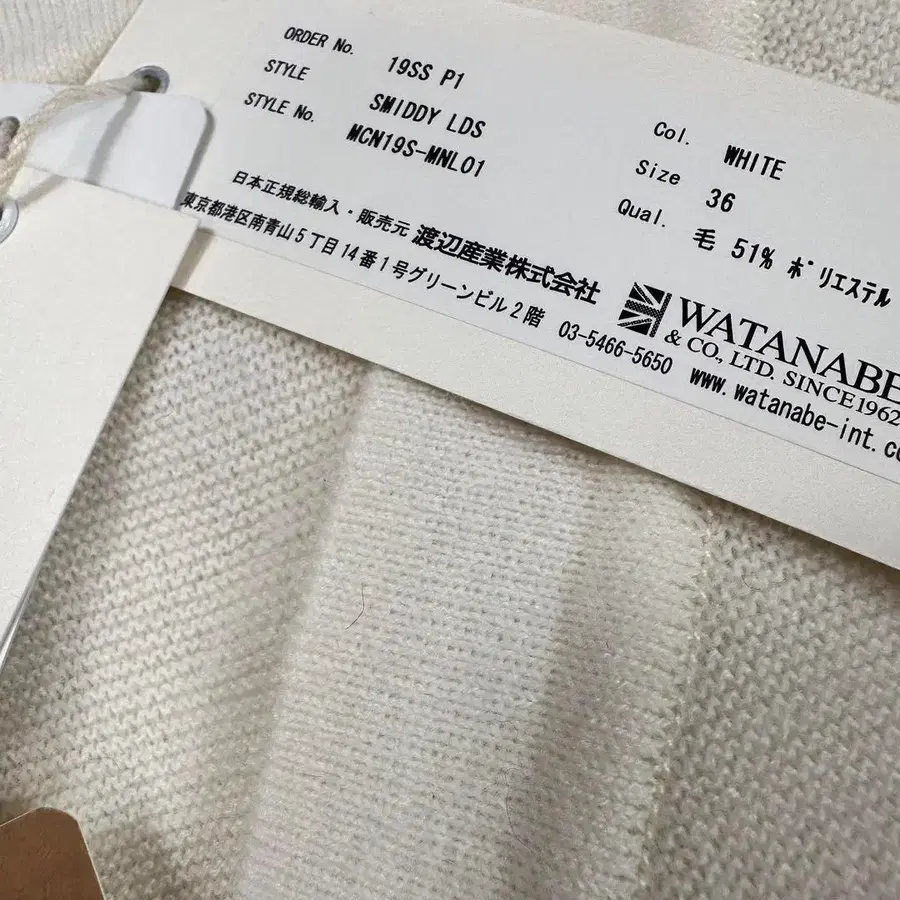 ORDER No. 19SS P1
STYLE SMIDDY LDS
STYLE No. MCN19S-MNL01
Col. WHITE
Size 36
Qual. 毛 51% ﾎﾟﾘｴｽﾃﾙ
日本正規総輸入・販売元 渡辺産業株式会社
東京都港区南青山5丁目14番1号グリーンビル2階 03-5466-5650
WATANABE
& CO., LTD. SINCE1962
www.watanabe-int.co